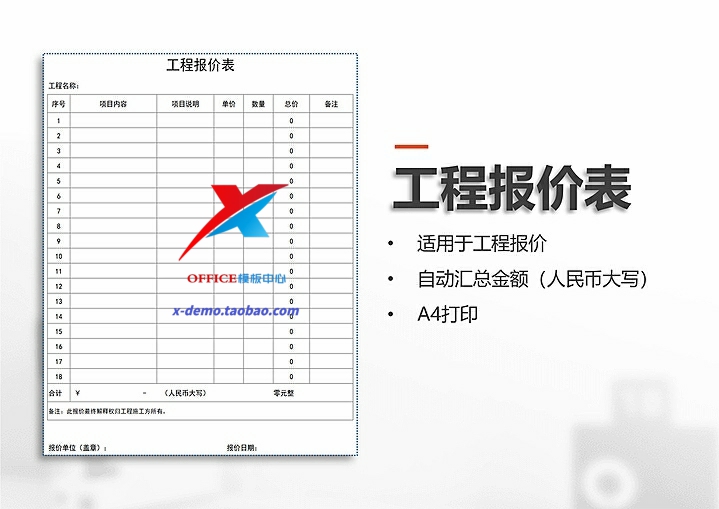 工程报价表
工程名称：
序号 项目内容 项目说明 单价 数量 总价 备注
1 0
2 0
3 0
4 0
5 0
6 0
7 0
8 0
9 0
10 0
11 0
12 0
13 0
14 0
15 0
16 0
17 0
18 0
OFFICE模板中心
x-demo.taobao.com
合计 ￥ - （人民币大写） 零元整
备注：此报价最终解释权归工程施工方所有。
报价单位（盖章）： 报价日期：
工程报价表
• 适用于工程报价
• 自动汇总金额（人民币大写）
• A4打印